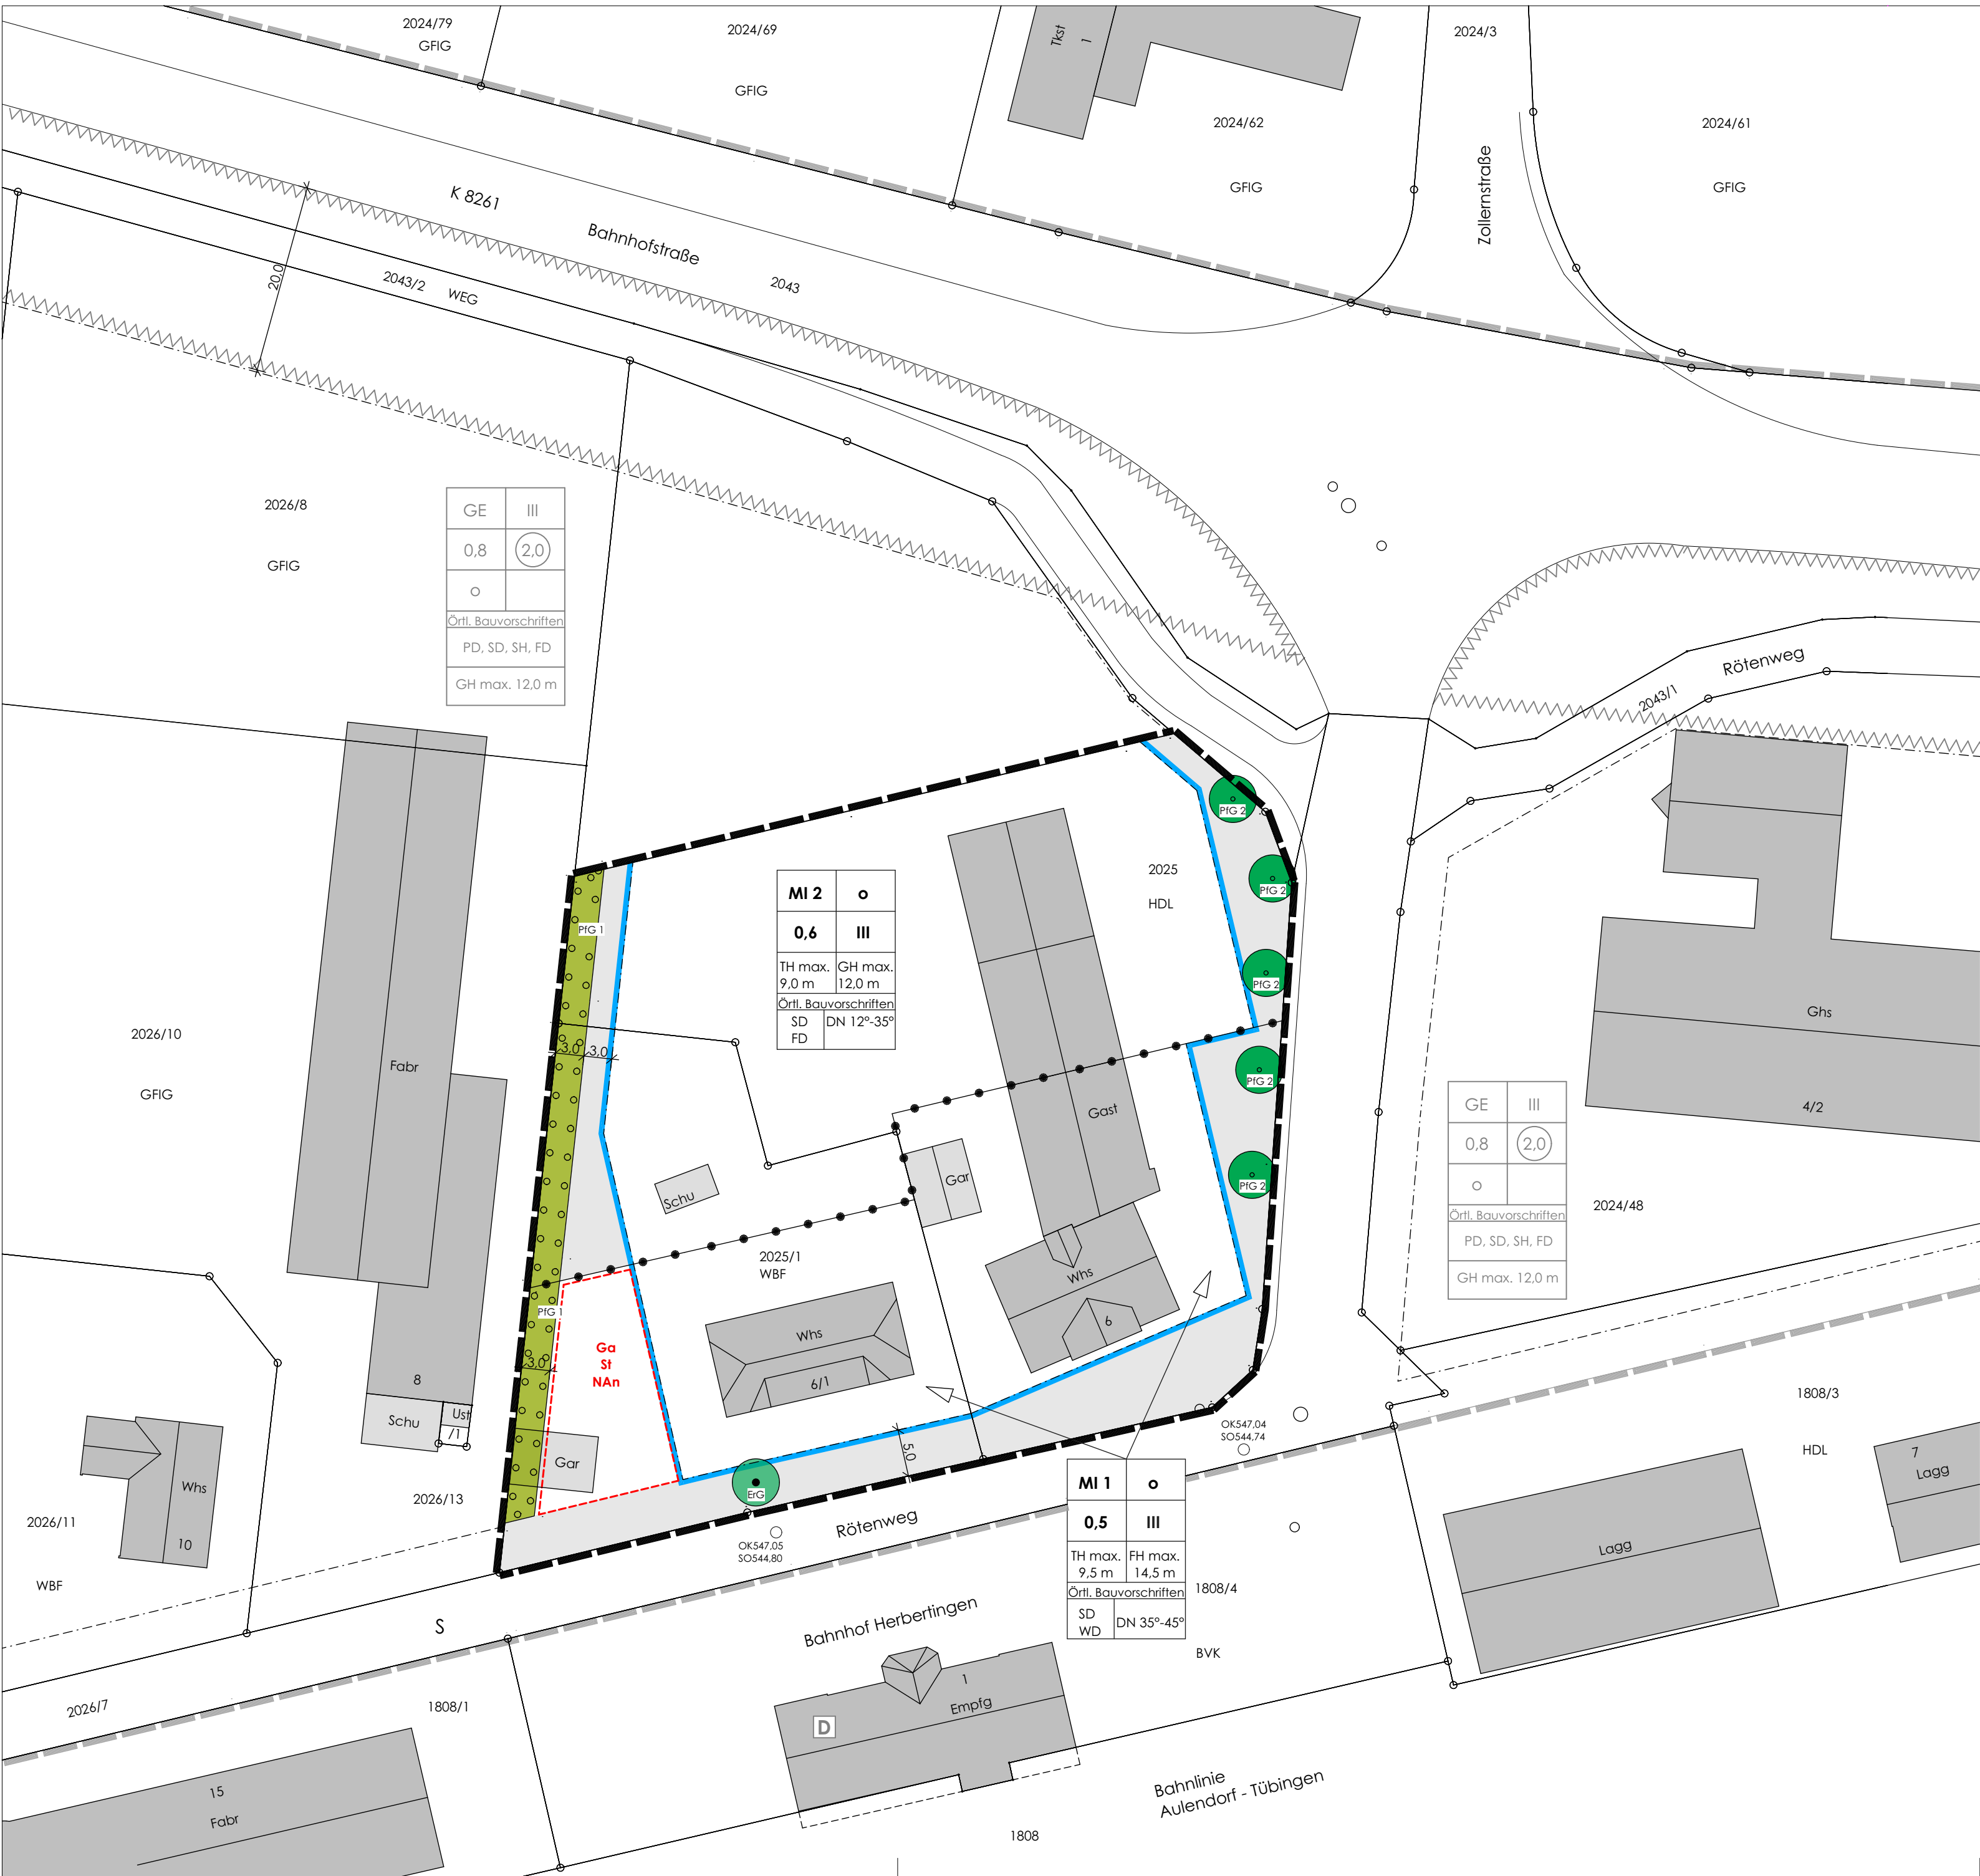 2024/79
GFIG
2024/69
GFIG
Tkst
1
2024/3
2024/62
GFIG
Zollernstraße
2024/61
GFIG
K 8261
Bahnhofstraße
2043
20,0
2043/2 WEG
2026/8
GFIG
GE III
0,8 2,0
o
Örtl. Bauvorschriften
PD, SD, SH, FD
GH max. 12,0 m
Rötenweg
2043/1
PfG 2
2025
HDL
PfG 2
MI 2 o
0,6 III
TH max. GH max.
9,0 m 12,0 m
Örtl. Bauvorschriften
SD DN 12°-35°
FD
PfG 1
PfG 2
2026/10
GFIG
Fabr
3,0 3,0
PfG 2
Ghs
4/2
Gast
GE III
0,8 2,0
o
Örtl. Bauvorschriften
PD, SD, SH, FD
GH max. 12,0 m
2024/48
Schu
Gar
PfG 2
2025/1
WBF
Whs
6
PfG 1
Ga
St
NAn
3,0
Whs
6/1
8
Schu
Ust
/1
Gar
5,0
ErG
OK547,04
SO544,74
1808/3
HDL
7
Lagg
Whs
10
2026/13
2026/11
WBF
Rötenweg
OK547,05
SO544,80
MI 1 o
0,5 III
TH max. FH max.
9,5 m 14,5 m
Örtl. Bauvorschriften
SD DN 35°-45°
WD
Lagg
1808/4
BVK
S
Bahnhof Herbertingen
1
Empfg
D
2026/7
1808/1
15
Fabr
Bahnlinie
Aulendorf - Tübingen
1808